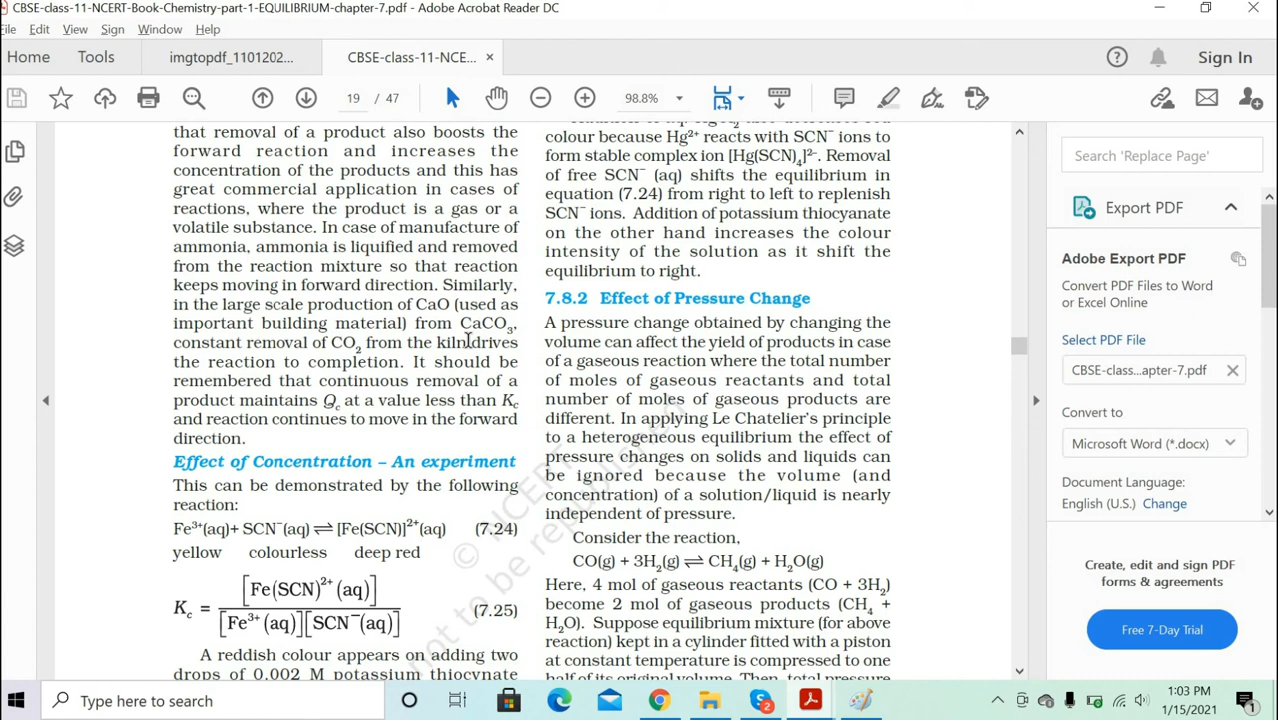 CBSE-class-11-NCERT-Book-Chemistry-part-1-EQUILIBRIUM-chapter-7.pdf - Adobe Acrobat Reader DC
File Edit View Sign Window Help
Home Tools imgtopdf_1101202... CBSE-class-11-NCE... × Sign In
19 / 47 98.8%
that removal of a product also boosts the
forward reaction and increases the
concentration of the products and this has
great commercial application in cases of
reactions, where the product is a gas or a
volatile substance. In case of manufacture of
ammonia, ammonia is liquified and removed
from the reaction mixture so that reaction
keeps moving in forward direction. Similarly,
in the large scale production of CaO (used as
important building material) from CaCO₃,
constant removal of CO₂ from the kiln drives
the reaction to completion. It should be
remembered that continuous removal of a
product maintains Qc at a value less than Kc
and reaction continues to move in the forward
direction.
Effect of Concentration – An experiment
This can be demonstrated by the following
reaction:
Fe³⁺(aq)+ SCN⁻(aq) ⇌ [Fe(SCN)]²⁺(aq) (7.24)
yellow colourless deep red
Kc = [Fe(SCN)²⁺(aq)] / [Fe³⁺(aq)][SCN⁻(aq)] (7.25)
A reddish colour appears on adding two
drops of 0.002 M potassium thiocynate
colour because Hg²⁺ reacts with SCN⁻ ions to
form stable complex ion [Hg(SCN)₄]²⁻. Removal
of free SCN⁻ (aq) shifts the equilibrium in
equation (7.24) from right to left to replenish
SCN⁻ ions. Addition of potassium thiocyanate
on the other hand increases the colour
intensity of the solution as it shift the
equilibrium to right.
7.8.2 Effect of Pressure Change
A pressure change obtained by changing the
volume can affect the yield of products in case
of a gaseous reaction where the total number
of moles of gaseous reactants and total
number of moles of gaseous products are
different. In applying Le Chatelier's principle
to a heterogeneous equilibrium the effect of
pressure changes on solids and liquids can
be ignored because the volume (and
concentration) of a solution/liquid is nearly
independent of pressure.
Consider the reaction,
CO(g) + 3H₂(g) ⇌ CH₄(g) + H₂O(g)
Here, 4 mol of gaseous reactants (CO + 3H₂)
become 2 mol of gaseous products (CH₄ +
H₂O). Suppose equilibrium mixture (for above
reaction) kept in a cylinder fitted with a piston
at constant temperature is compressed to one
half of its original volume. Then, total pressure
© NCERT
not to be republished
Search 'Replace Page'
Export PDF
Adobe Export PDF
Convert PDF Files to Word
or Excel Online
Select PDF File
CBSE-class...apter-7.pdf ×
Convert to
Microsoft Word (*.docx)
Document Language:
English (U.S.) Change
Create, edit and sign PDF
forms & agreements
Free 7-Day Trial
Type here to search
1:03 PM
1/15/2021